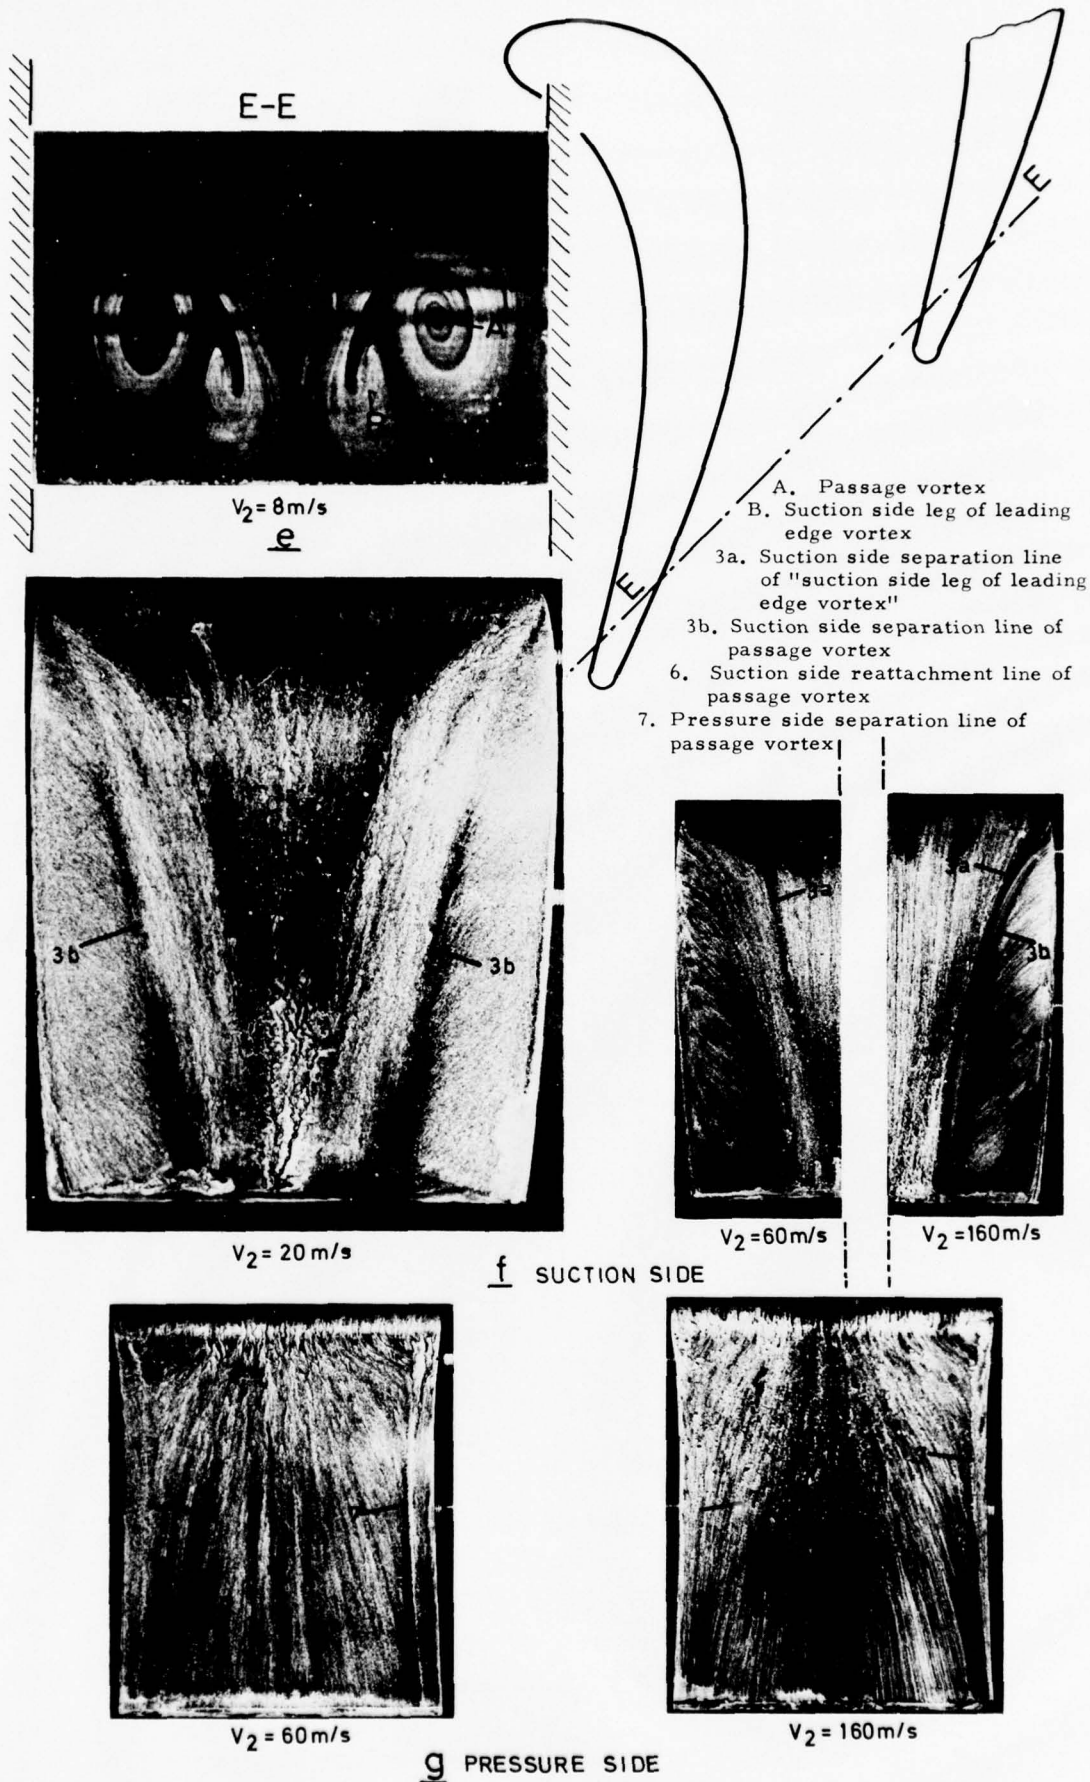 E-E
E
A
B
V₂ = 8m/s
e
E
A. Passage vortex
B. Suction side leg of leading
edge vortex
3a. Suction side separation line
of "suction side leg of leading
edge vortex"
3b. Suction side separation line of
passage vortex
6. Suction side reattachment line of
passage vortex
7. Pressure side separation line of
passage vortex
3b
3b
3a
3a
3b
V₂ = 20 m/s
V₂ = 60m/s
V₂ = 160m/s
f SUCTION SIDE
7
V₂ = 60m/s
V₂ = 160m/s
g PRESSURE SIDE